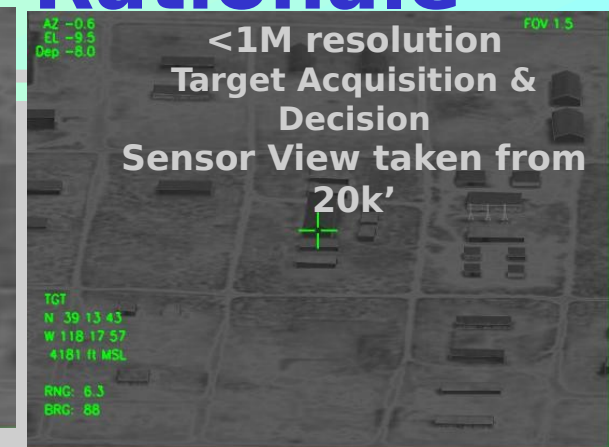 Rationale
AZ -0.6
EL -9.5
Dep -8.0
FOV 1.5
<1M resolution
Target Acquisition &
Decision
Sensor View taken from
20k’
TGT
N 39 13 43
W 118 17 57
4181 ft MSL
RNG: 6.3
BRG: 88